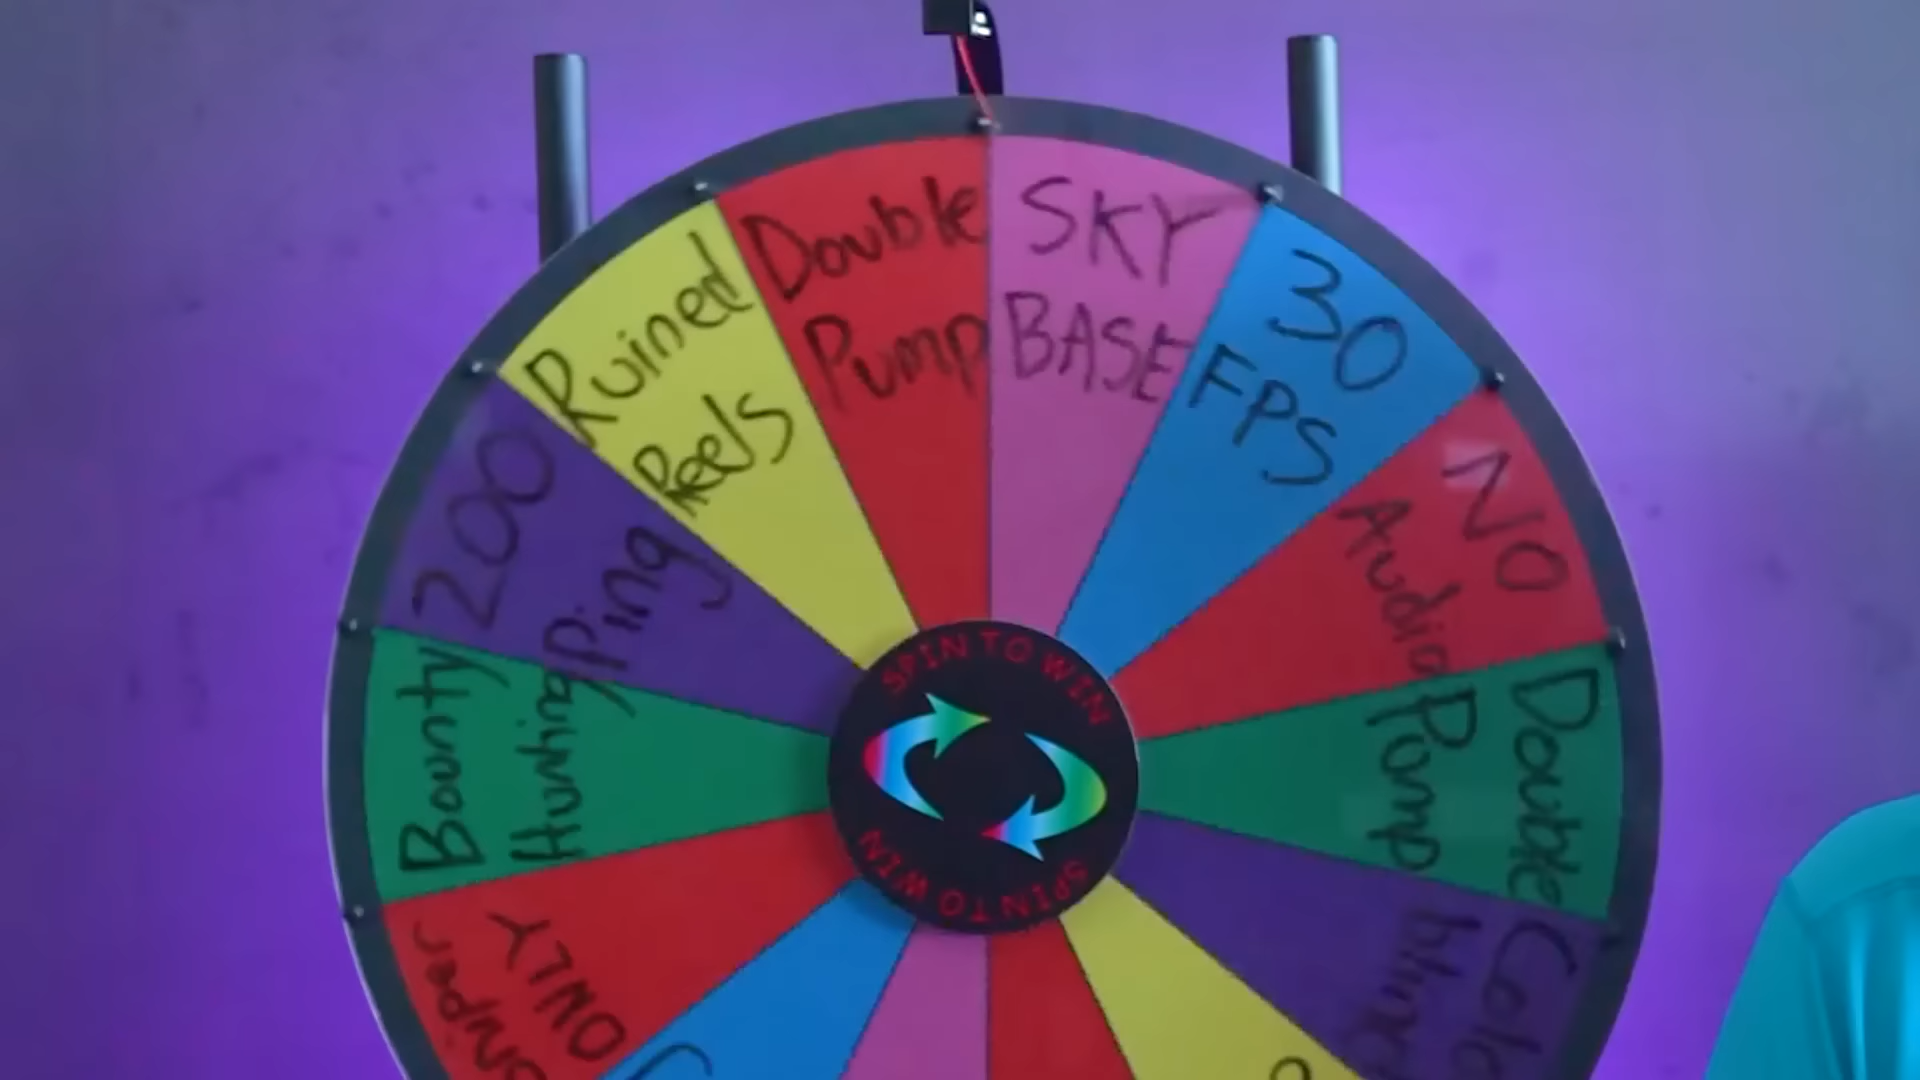 Ruined
Reels
Double
Pump
SKY
BASE
30
FPS
NO
Audio
Double
Pump
200
Ping
Bounty
Hunting
ONLY
SPIN TO WIN
SPIN TO WIN